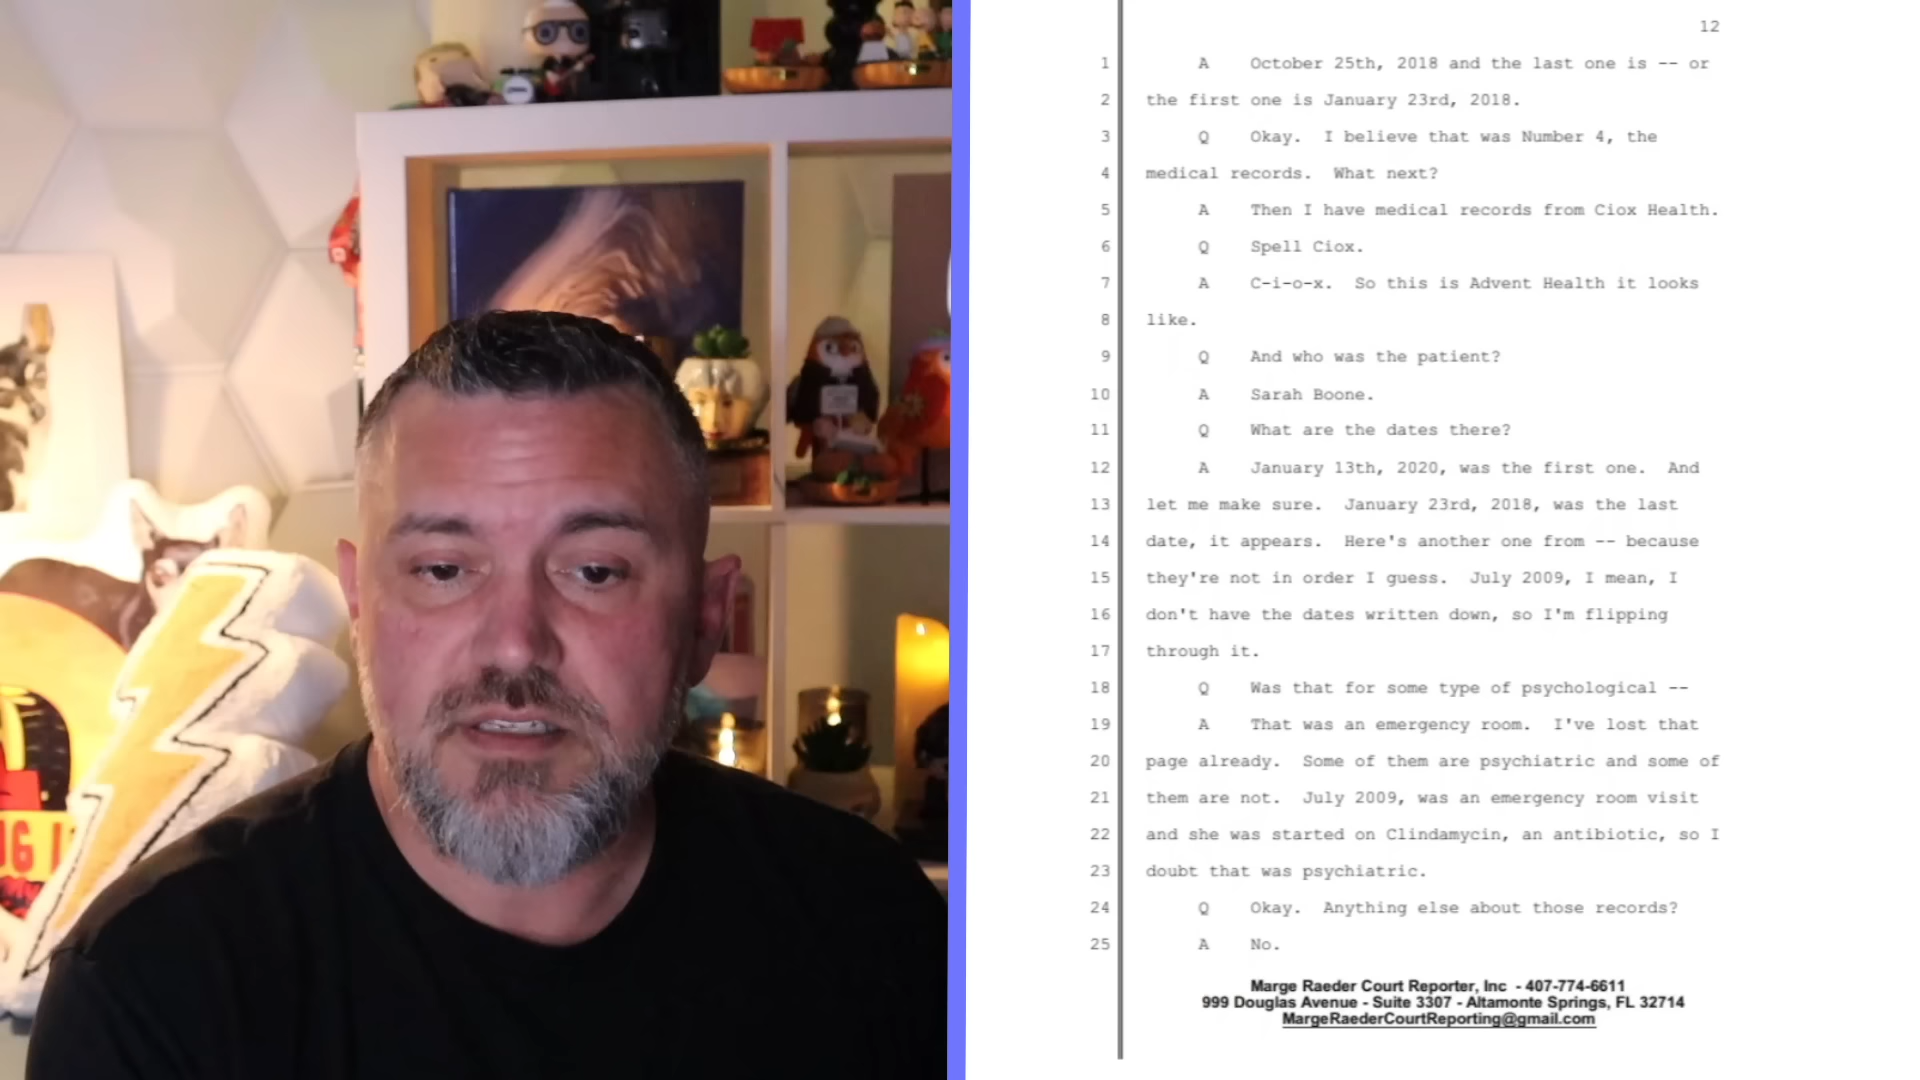 12
1 A October 25th, 2018 and the last one is -- or
2 the first one is January 23rd, 2018.
3 Q Okay. I believe that was Number 4, the
4 medical records. What next?
5 A Then I have medical records from Ciox Health.
6 Q Spell Ciox.
7 A C-i-o-x. So this is Advent Health it looks
8 like.
9 Q And who was the patient?
10 A Sarah Boone.
11 Q What are the dates there?
12 A January 13th, 2020, was the first one. And
13 let me make sure. January 23rd, 2018, was the last
14 date, it appears. Here's another one from -- because
15 they're not in order I guess. July 2009, I mean, I
16 don't have the dates written down, so I'm flipping
17 through it.
18 Q Was that for some type of psychological --
19 A That was an emergency room. I've lost that
20 page already. Some of them are psychiatric and some of
21 them are not. July 2009, was an emergency room visit
22 and she was started on Clindamycin, an antibiotic, so I
23 doubt that was psychiatric.
24 Q Okay. Anything else about those records?
25 A No.
Marge Raeder Court Reporter, Inc - 407-774-6611
999 Douglas Avenue - Suite 3307 - Altamonte Springs, FL 32714
MargeRaederCourtReporting@gmail.com